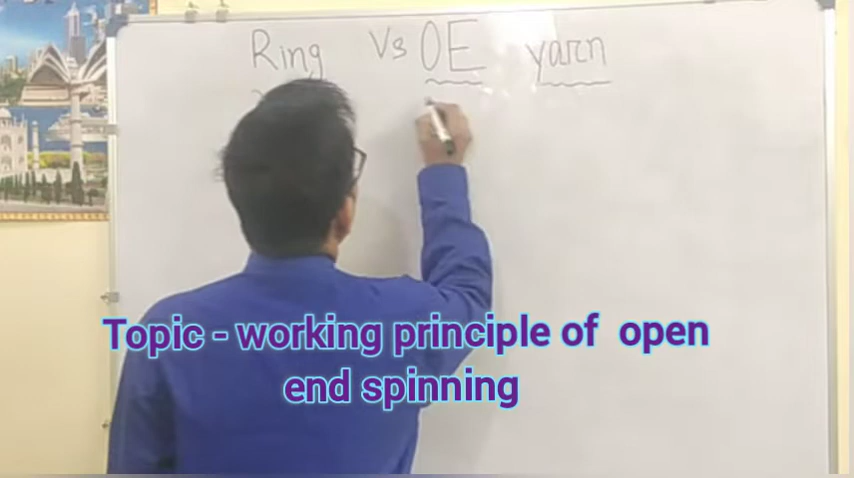 Ring Vs OE yarn
Topic - working principle of open
end spinning